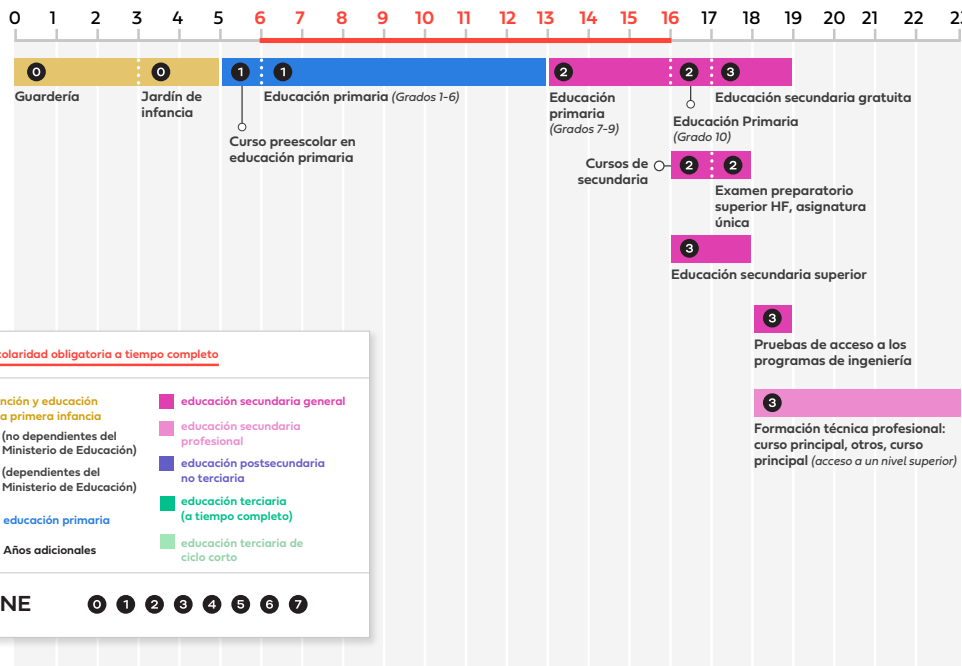 0 1 2 3 4 5 6 7 8 9 10 11 12 13 14 15 16 17 18 19 20 21 22 23
0 0 1 1 2 2 3
Guardería
Jardín de
infancia
Educación primaria (Grados 1-6)
Curso preescolar en
educación primaria
Educación
primaria
(Grados 7-9)
Educación secundaria gratuita
Educación Primaria
(Grado 10)
Cursos de
secundaria
2 2
Examen preparatorio
superior HF, asignatura
única
3
Educación secundaria superior
3
Pruebas de acceso a los
programas de ingeniería
3
Formación técnica profesional:
curso principal, otros, curso
principal (acceso a un nivel superior)
colaridad obligatoria a tiempo completo
nción y educación
a primera infancia
(no dependientes del
Ministerio de Educación)
(dependientes del
Ministerio de Educación)
educación primaria
Años adicionales
educación secundaria general
educación secundaria
profesional
educación postsecundaria
no terciaria
educación terciaria
(a tiempo completo)
educación terciaria de
ciclo corto
NE 0 1 2 3 4 5 6 7